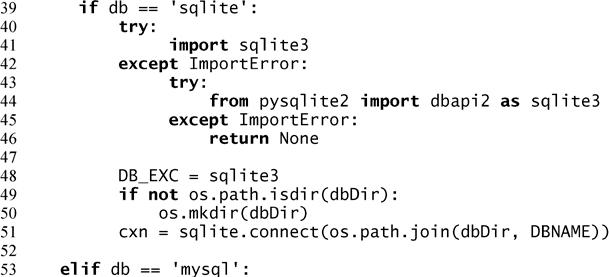 39 if db == 'sqlite':
40 try:
41 import sqlite3
42 except ImportError:
43 try:
44 from pysqlite2 import dbapi2 as sqlite3
45 except ImportError:
46 return None
47
48 DB_EXC = sqlite3
49 if not os.path.isdir(dbDir):
50 os.mkdir(dbDir)
51 cxn = sqlite.connect(os.path.join(dbDir, DBNAME))
52
53 elif db == 'mysql':